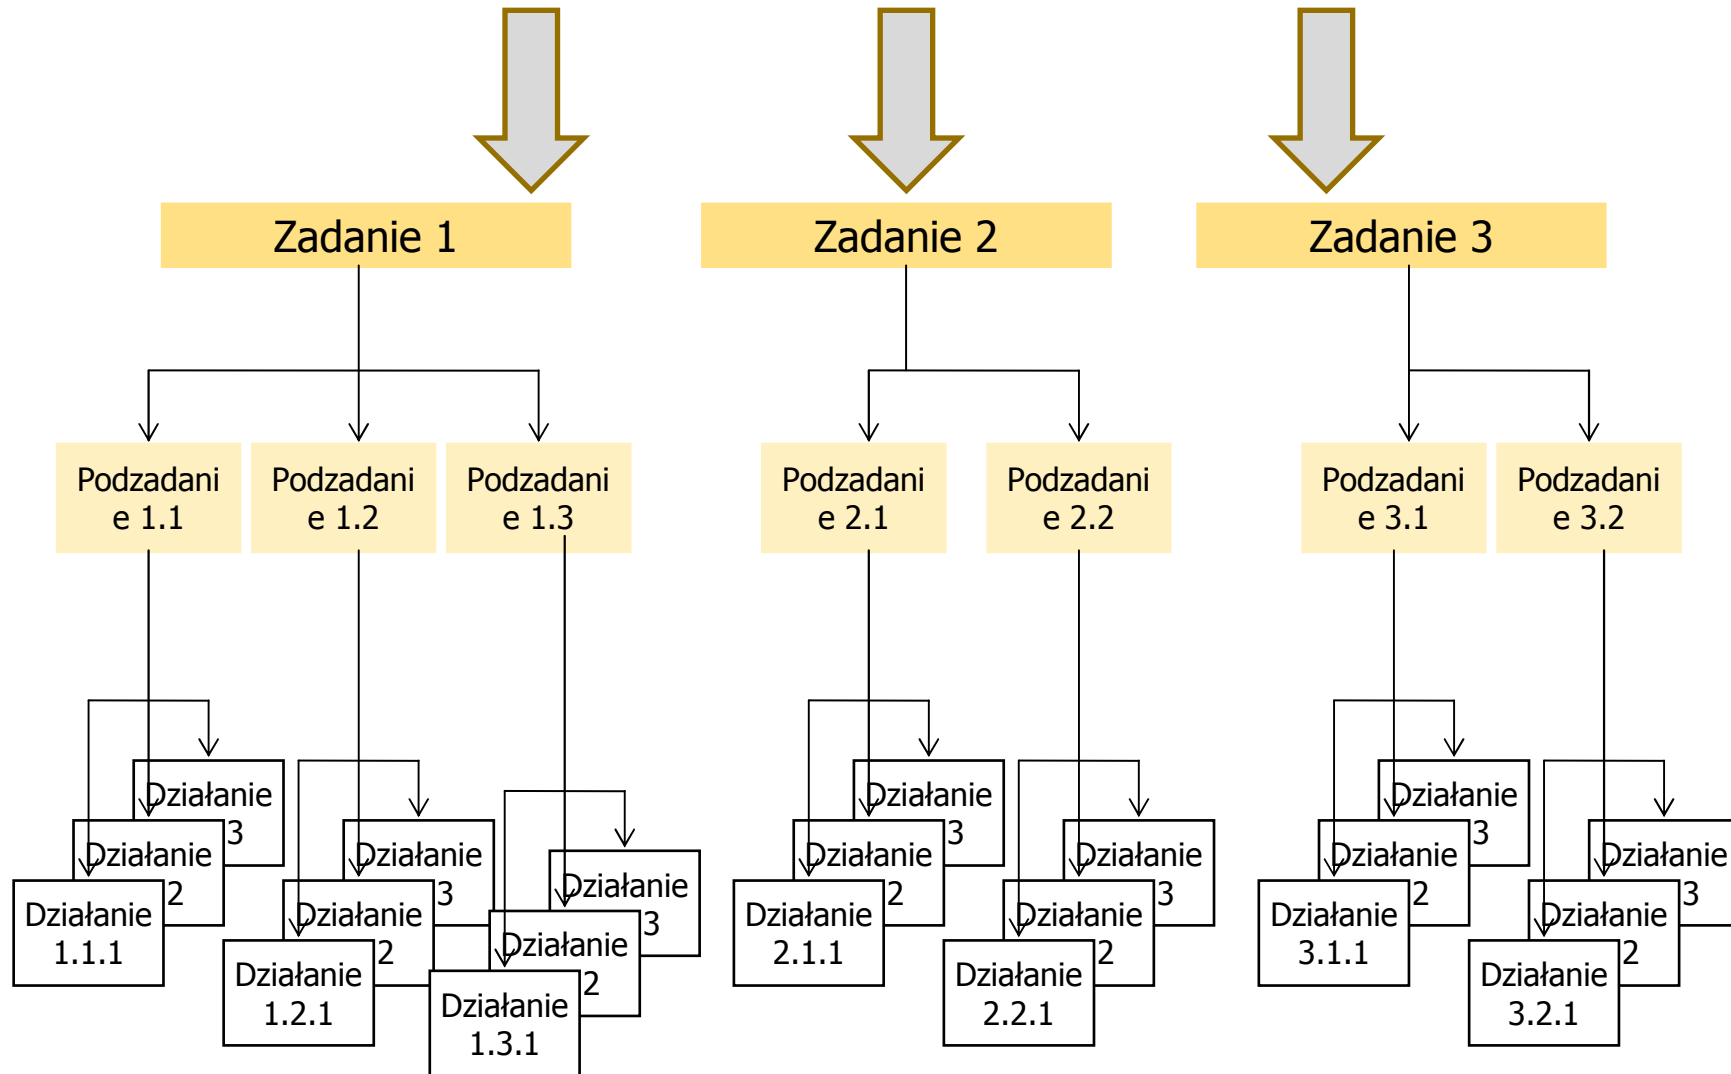 Zadanie 1
Zadanie 2
Zadanie 3
Podzadani
e 1.1
Podzadani
e 1.2
Podzadani
e 1.3
Podzadani
e 2.1
Podzadani
e 2.2
Podzadani
e 3.1
Podzadani
e 3.2
Działanie
3
Działanie
2
Działanie
1.1.1
Działanie
3
Działanie
2
Działanie
1.2.1
Działanie
3
Działanie
2
Działanie
1.3.1
Działanie
3
Działanie
2
Działanie
2.1.1
Działanie
3
Działanie
2
Działanie
2.2.1
Działanie
3
Działanie
2
Działanie
3.1.1
Działanie
3
Działanie
2
Działanie
3.2.1